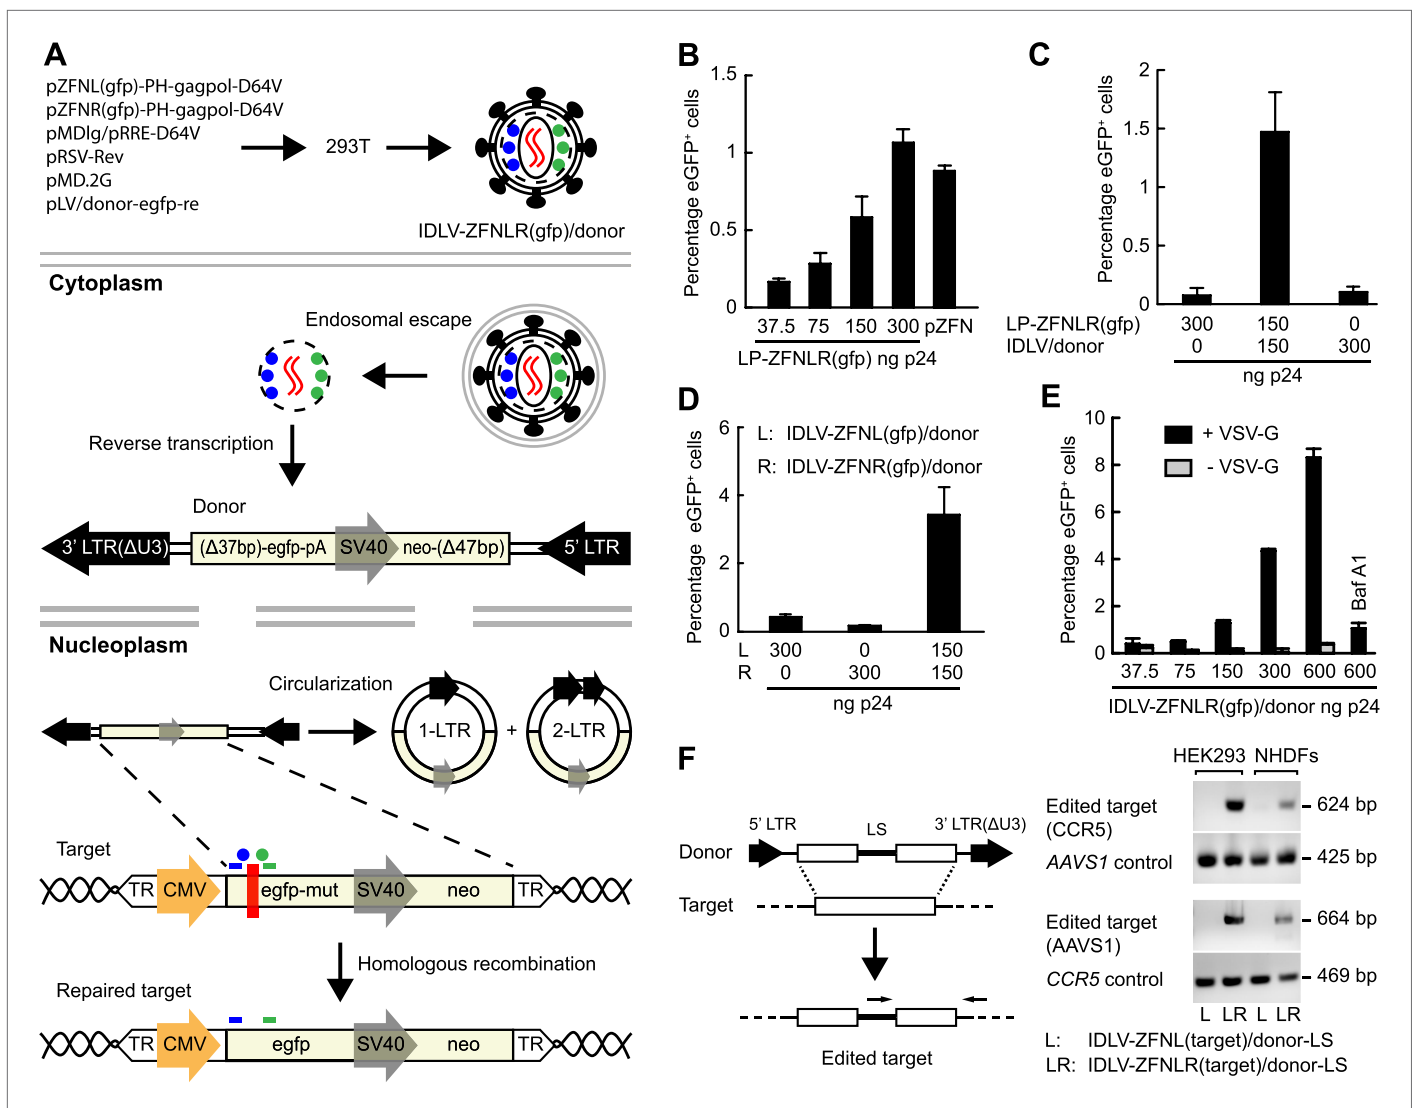 A
pZFNL(gfp)-PH-gagpol-D64V
pZFNR(gfp)-PH-gagpol-D64V
pMDlg/pRRE-D64V
pRSV-Rev
pMD.2G
pLV/donor-egfp-re
293T
IDLV-ZFNLR(gfp)/donor
Cytoplasm
Endosomal escape
Reverse transcription
Donor
3' LTR(ΔU3)
(Δ37bp)-egfp-pA
SV40
neo-(Δ47bp)
5' LTR
Nucleoplasm
Circularization
1-LTR
+
2-LTR
Target
TR
CMV
egfp-mut
SV40
neo
TR
Homologous recombination
Repaired target
TR
CMV
egfp
SV40
neo
TR
B
Percentage eGFP+ cells
1.5
1
0.5
0
37.5 75 150 300 pZFN
LP-ZFNLR(gfp) ng p24
C
Percentage eGFP+ cells
2
1.5
1
0.5
0
LP-ZFNLR(gfp) 300 150 0
IDLV/donor 0 150 300
ng p24
D
Percentage eGFP+ cells
6
4
2
0
L: IDLV-ZFNL(gfp)/donor
R: IDLV-ZFNR(gfp)/donor
L 300 0 150
R 0 300 150
ng p24
E
Percentage eGFP+ cells
10
8
6
4
2
0
+ VSV-G
- VSV-G
Baf A1
37.5 75 150 300 600 600
IDLV-ZFNLR(gfp)/donor ng p24
F
5' LTR
LS
3' LTR(ΔU3)
Donor
Target
Edited target
HEK293 NHDFs
Edited target
(CCR5)
624 bp
AAVS1 control
425 bp
Edited target
(AAVS1)
664 bp
CCR5 control
469 bp
L LR L LR
L: IDLV-ZFNL(target)/donor-LS
LR: IDLV-ZFNLR(target)/donor-LS